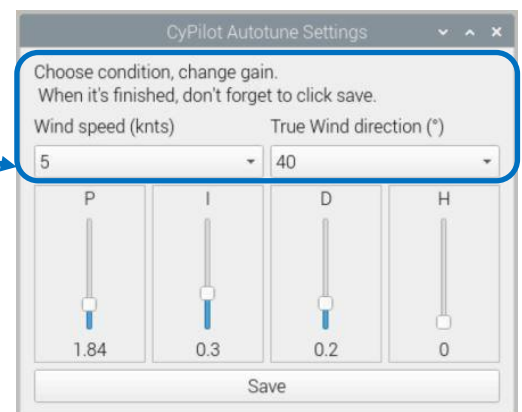 CyPilot Autotune Settings
Choose condition, change gain.
When it's finished, don't forget to click save.
Wind speed (knts) True Wind direction (°)
5 40
P I D H
1.84 0.3 0.2 0
Save